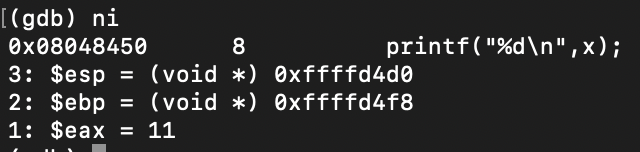 (gdb) ni
0x08048450	8	printf("%d\n",x);
3: $esp = (void *) 0xffffd4d0
2: $ebp = (void *) 0xffffd4f8
1: $eax = 11